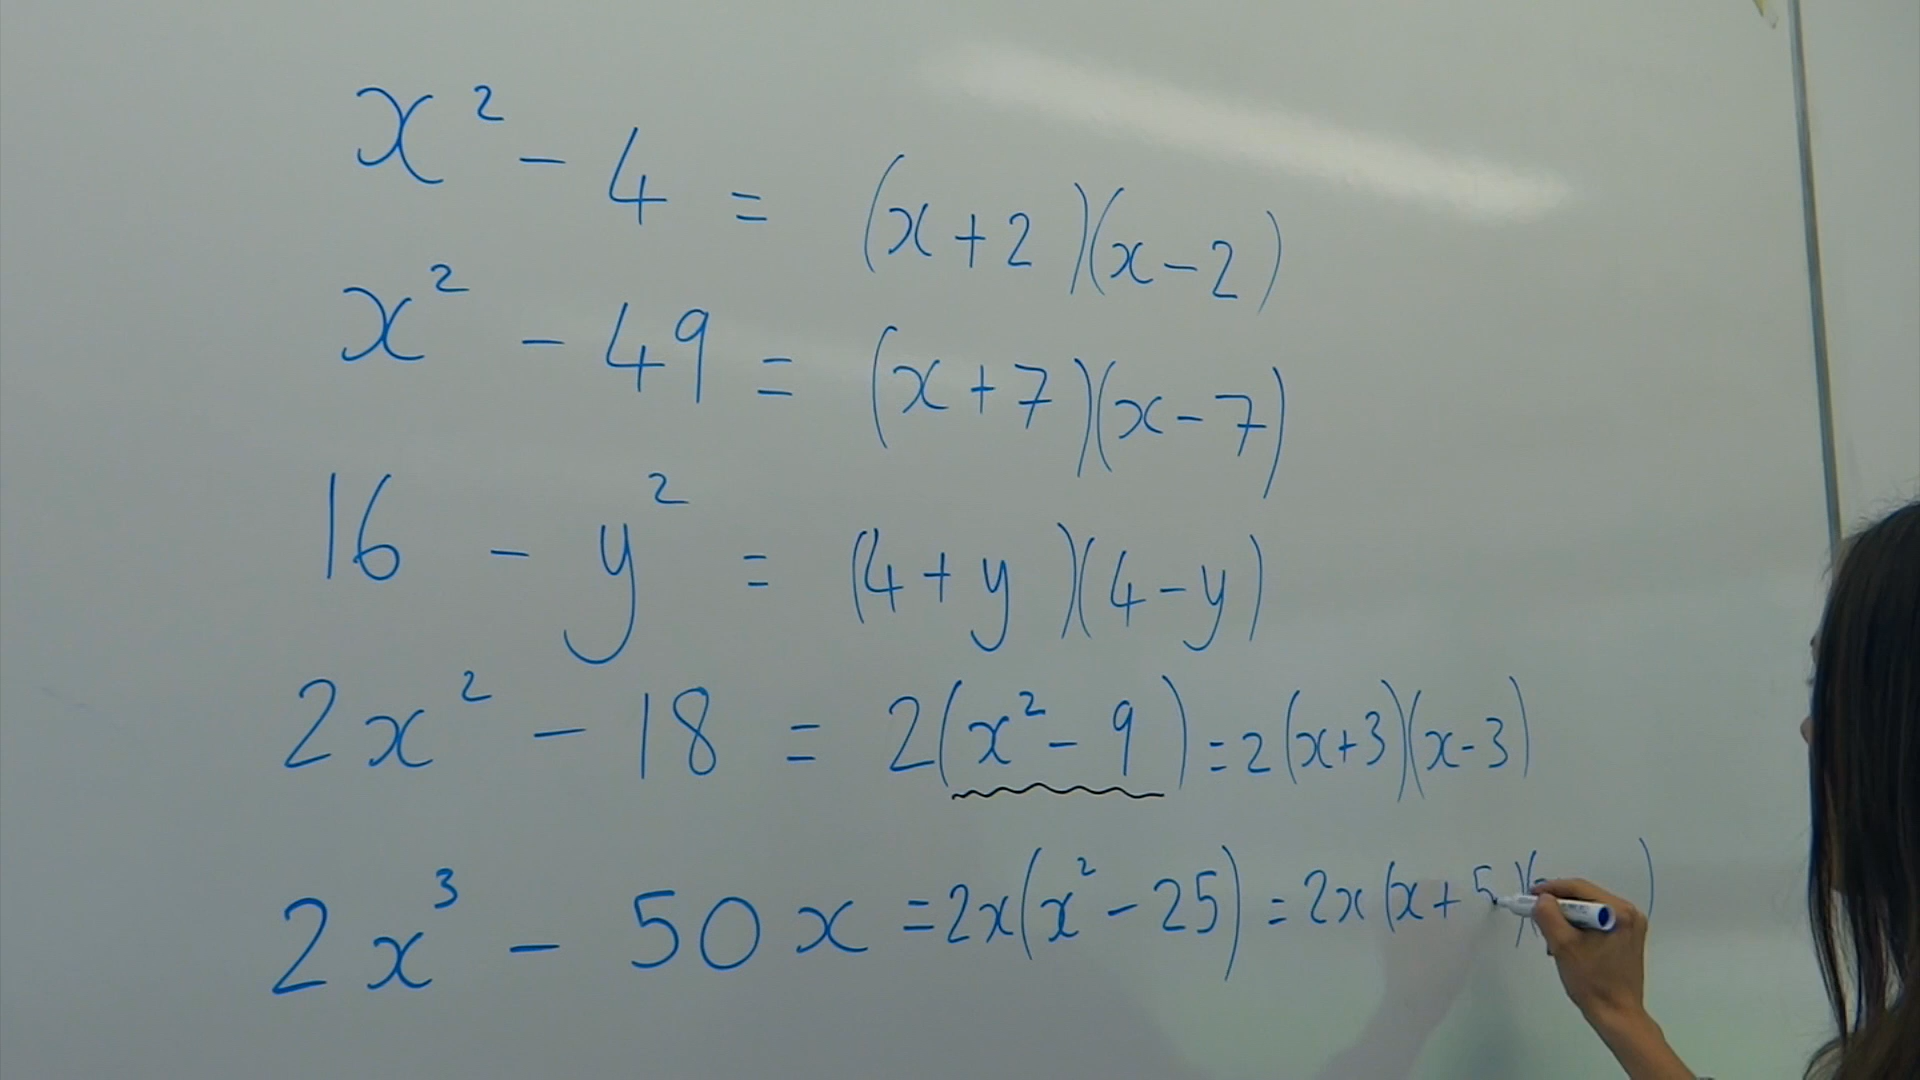 x² - 4 = (x + 2)(x - 2)
x² - 49 = (x + 7)(x - 7)
16 - y² = (4 + y)(4 - y)
2x² - 18 = 2(x² - 9) = 2(x + 3)(x - 3)
2x³ - 50x = 2x(x² - 25) = 2x(x + 5)( )